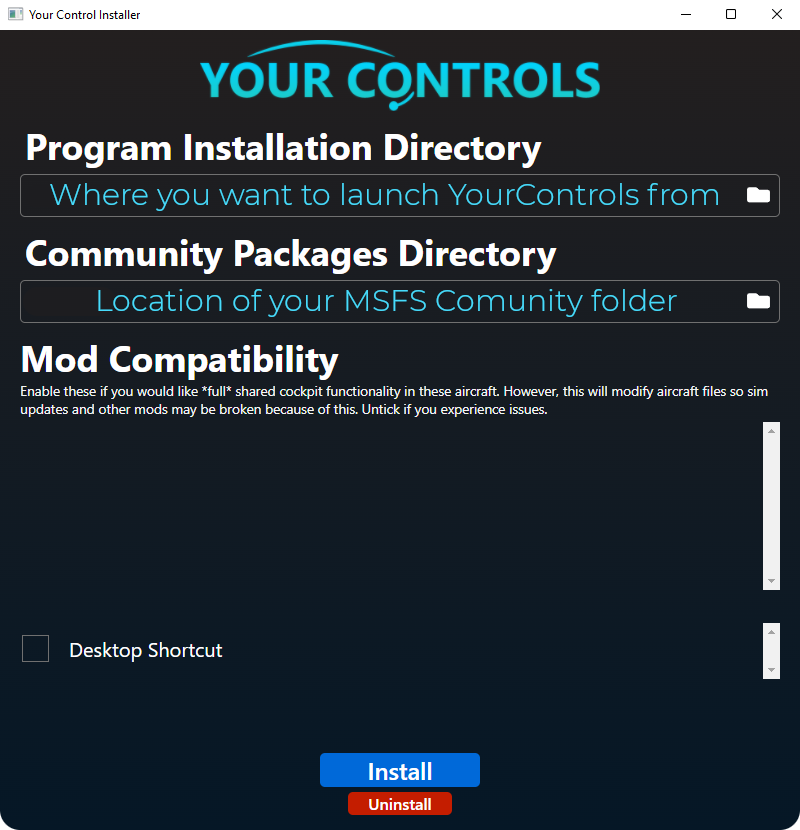 Your Control Installer
YOUR CONTROLS
Program Installation Directory
Where you want to launch YourControls from
Community Packages Directory
Location of your MSFS Comunity folder
Mod Compatibility
Enable these if you would like *full* shared cockpit functionality in these aircraft. However, this will modify aircraft files so sim
updates and other mods may be broken because of this. Untick if you experience issues.
Desktop Shortcut
Install
Uninstall